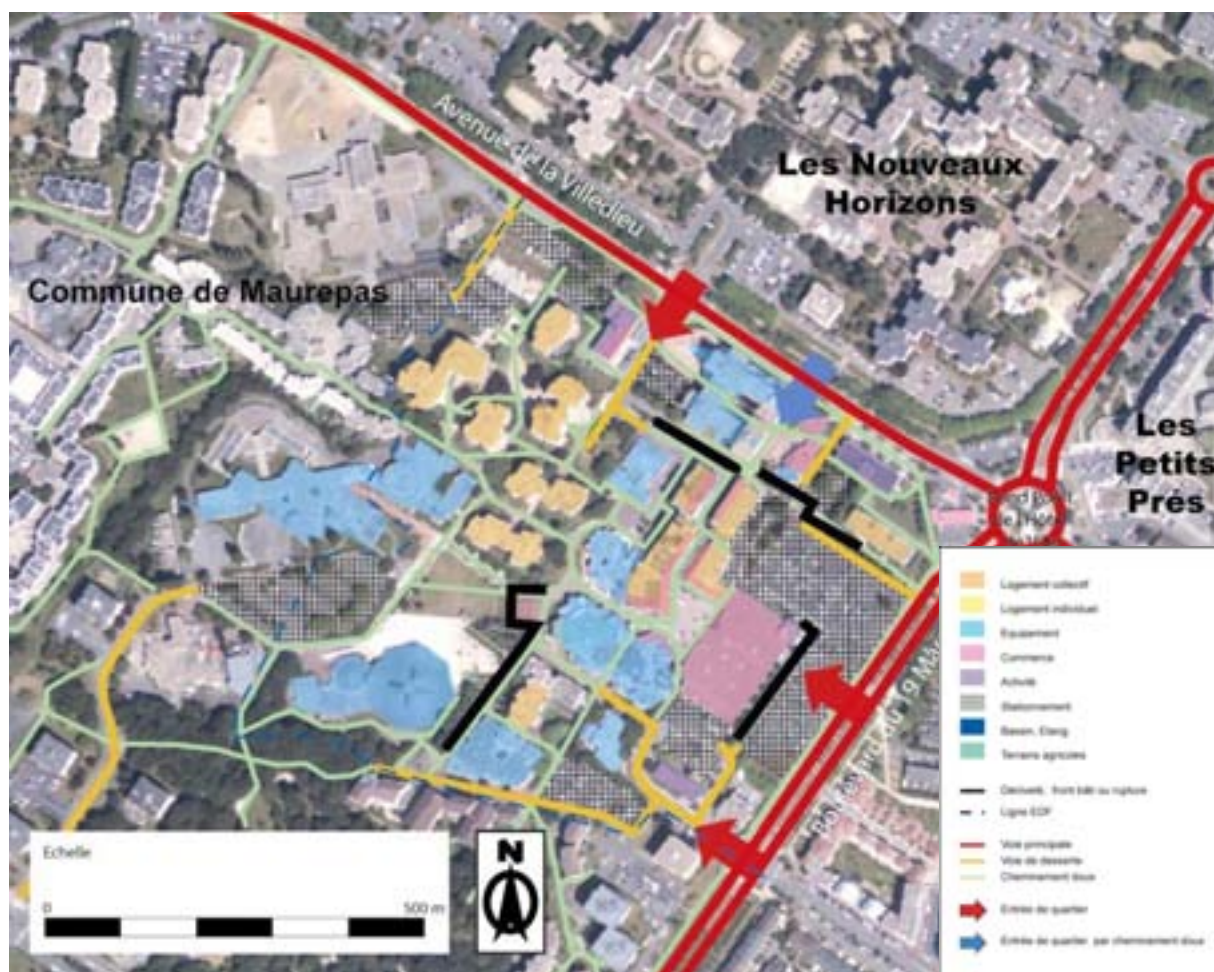 Avenue de la Villedieu
Les Nouveaux
Horizons
Commune de Maurepas
Les
Petits
Prés
Logement collectif
Logement individuel
Equipement
Commerce
Activité
Stationnement
Bassin, Etang
Terrains agricoles
front bâti ou rupture
Ligne EDF
Voie principale
Voie de desserte
Cheminement doux
Entrée de quartier
Entrée de quartier par cheminement doux
du 19
Echelle
0
500 m
N